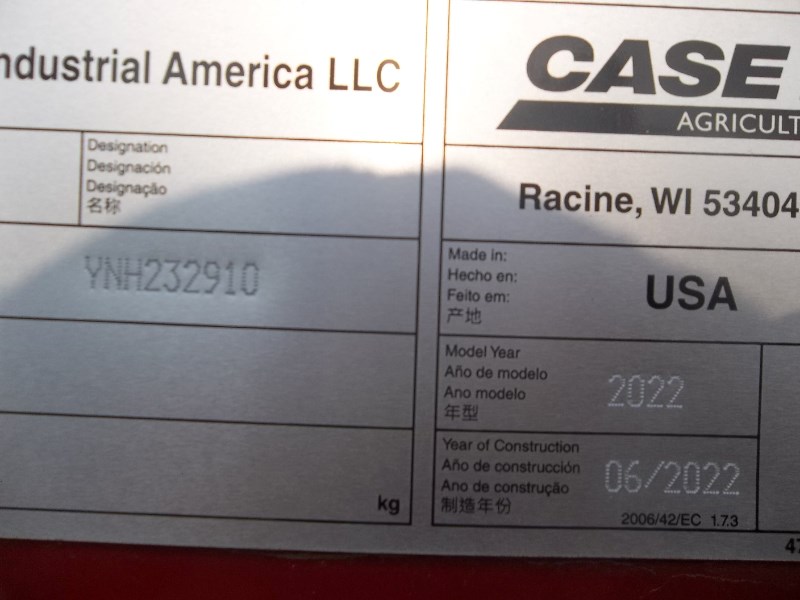 ndustrial America LLC
Designation
Designación
Designação
名称
YNH232910
kg
CASE
AGRICULT
Racine, WI 53404
Made in:
Hecho en:
Feito em:
产地
USA
Model Year
Año de modelo
Ano modelo
年型
2022
Year of Construction
Año de construcción
Ano de construção
制造年份
06/2022
2006/42/EC 1.7.3
47